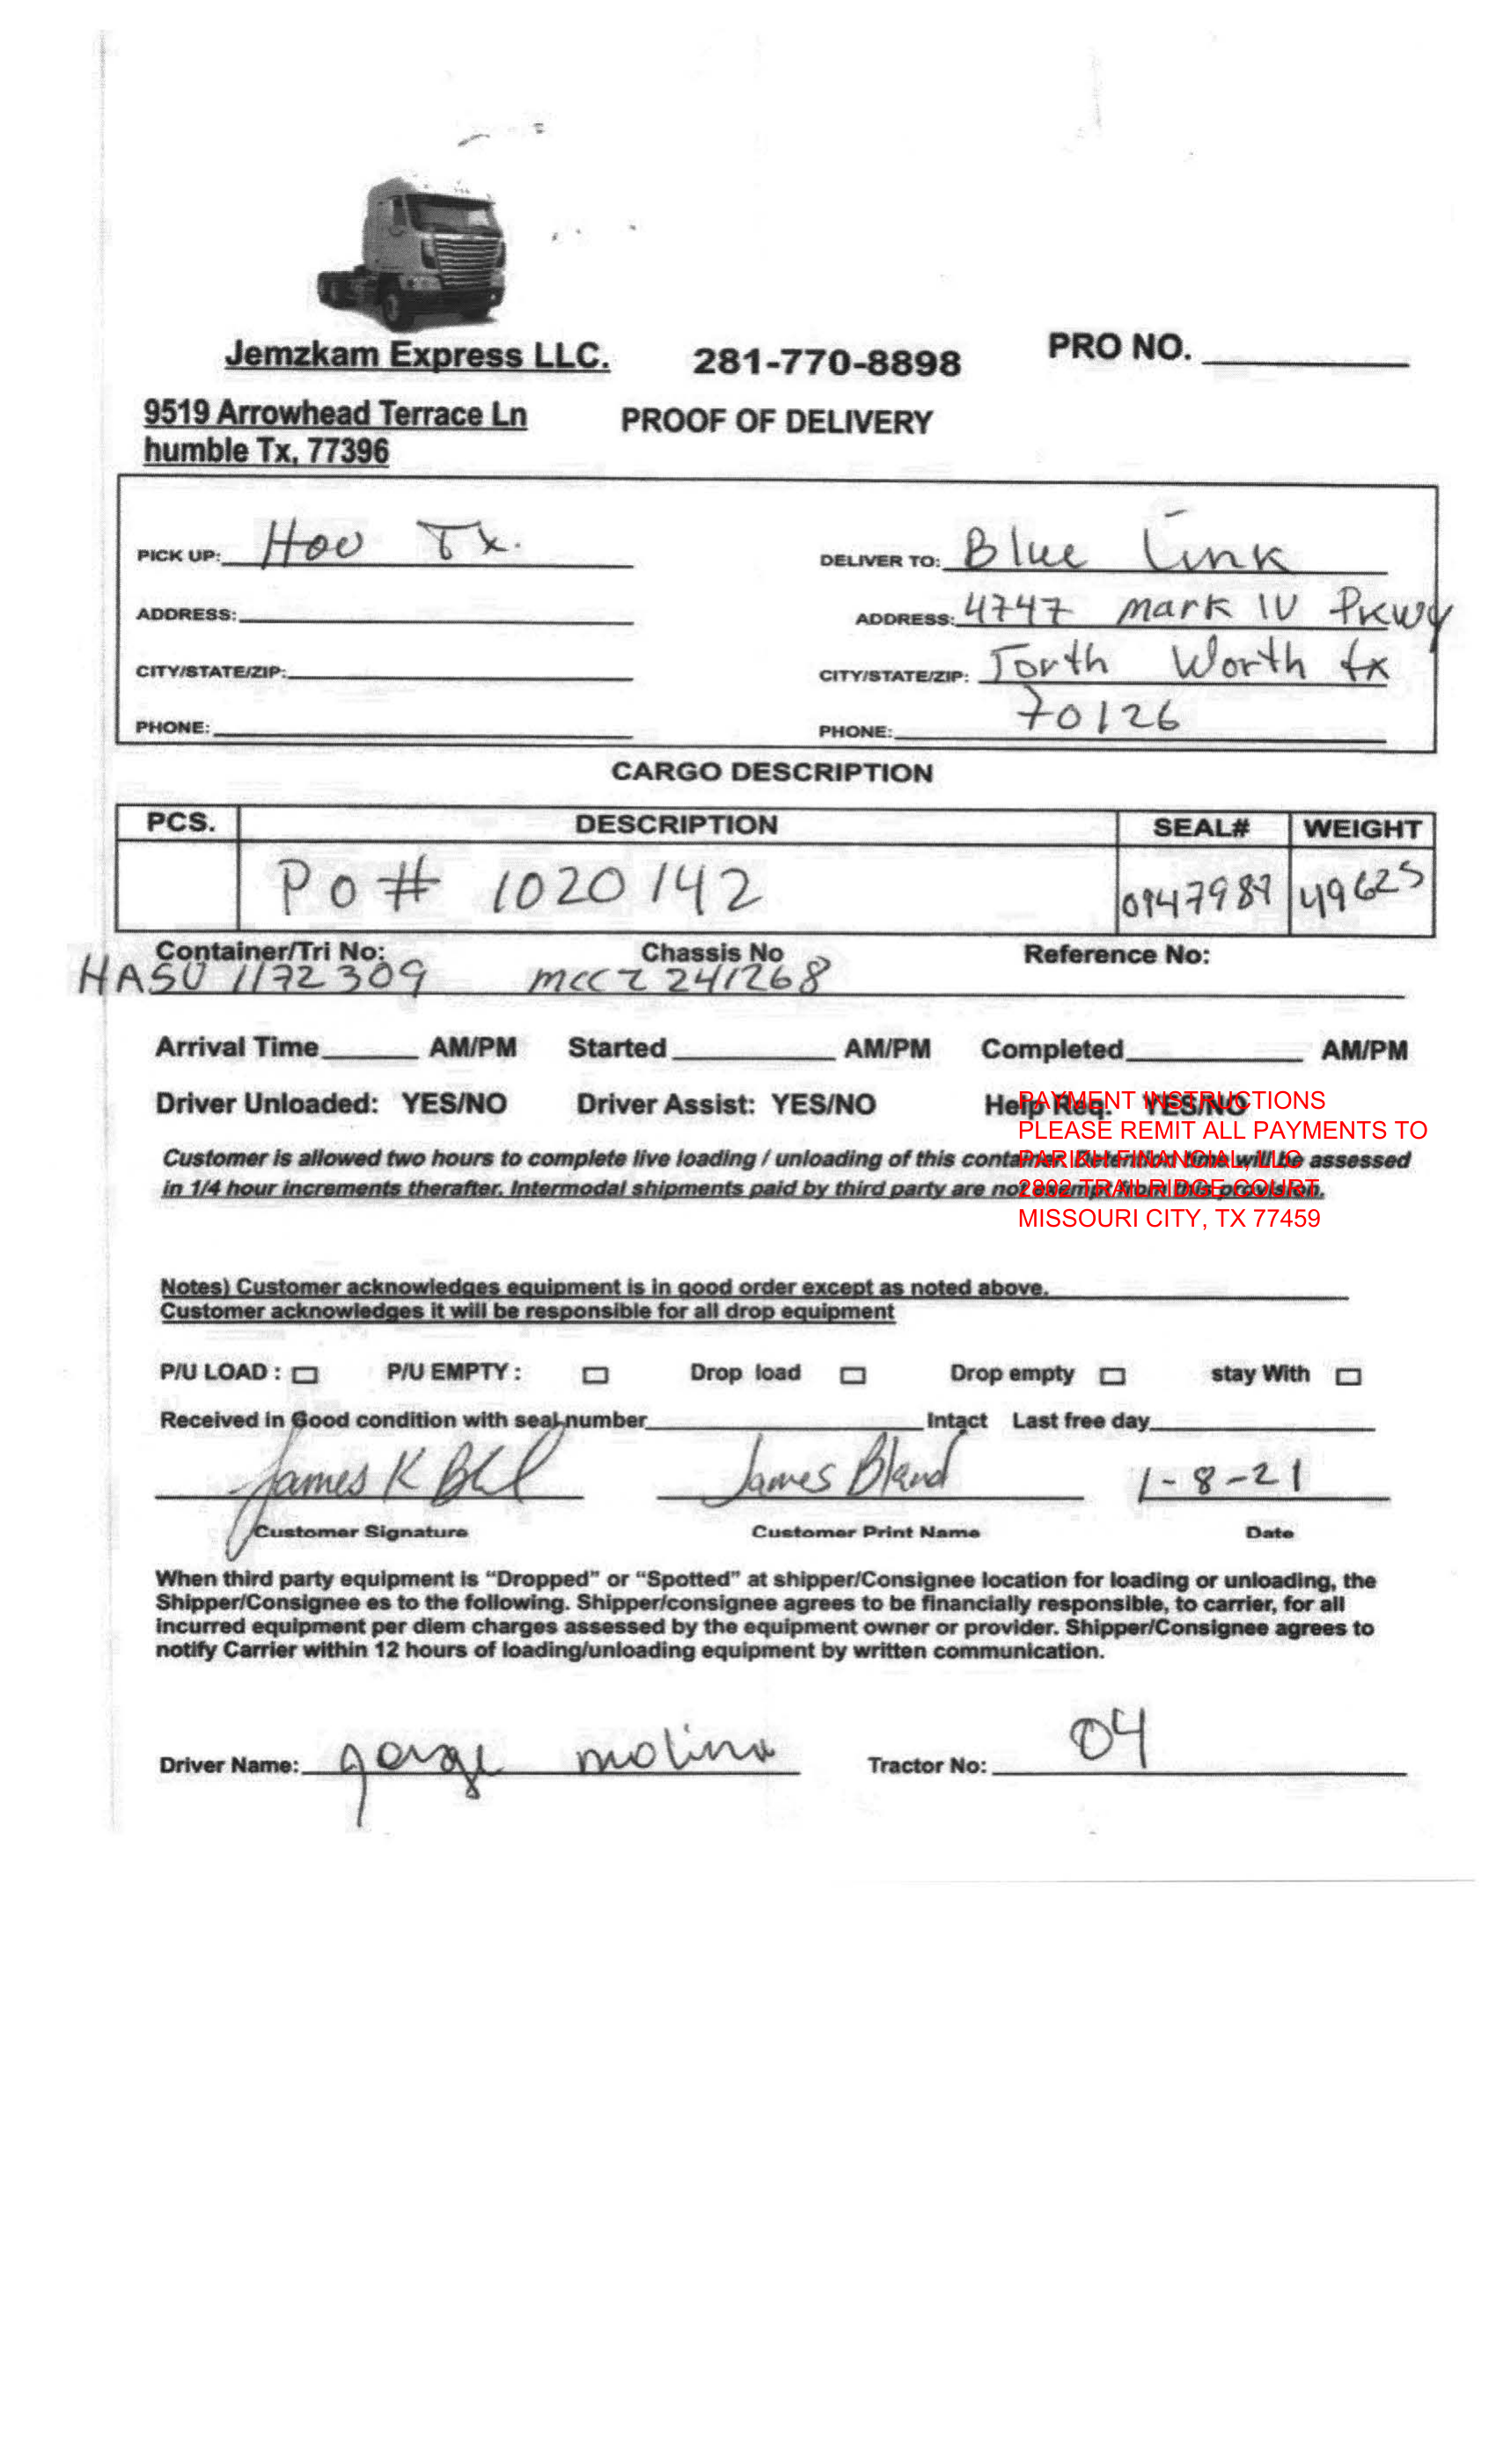 Jemzkam Express LLC. 281-770-8898 PRO NO.
9519 Arrowhead Terrace Ln PROOF OF DELIVERY
humble Tx, 77396
PICK UP: Hou Tx. DELIVER TO: Blue Link
ADDRESS: ADDRESS: 4747 Mark IV Pkwy
CITY/STATE/ZIP: CITY/STATE/ZIP: Forth Worth tx
PHONE: PHONE: 70126
CARGO DESCRIPTION
PCS. DESCRIPTION SEAL# WEIGHT
PO# 1020142 0947989 49625
Container/Tri No: Chassis No Reference No:
HASU 1172309 MCCZ 241268
Arrival Time AM/PM Started AM/PM Completed AM/PM
Driver Unloaded: YES/NO Driver Assist: YES/NO Help Req. YES/NO
PAYMENT INSTRUCTIONS
PLEASE REMIT ALL PAYMENTS TO
PARIKH FINANCIAL, LLC
2802 TRAILRIDGE COURT
MISSOURI CITY, TX 77459
Customer is allowed two hours to complete live loading / unloading of this container. time will be assessed
in 1/4 hour increments therafter. Intermodal shipments paid by third party are not exempt from this provision.
Notes) Customer acknowledges equipment is in good order except as noted above.
Customer acknowledges it will be responsible for all drop equipment
P/U LOAD : P/U EMPTY : Drop load Drop empty stay With
Received in Good condition with seal number Intact Last free day
James K James Bland 1-8-21
Customer Signature Customer Print Name Date
When third party equipment is “Dropped” or “Spotted” at shipper/Consignee location for loading or unloading, the
Shipper/Consignee es to the following. Shipper/consignee agrees to be financially responsible, to carrier, for all
incurred equipment per diem charges assessed by the equipment owner or provider. Shipper/Consignee agrees to
notify Carrier within 12 hours of loading/unloading equipment by written communication.
Driver Name: jorge molina Tractor No: 04